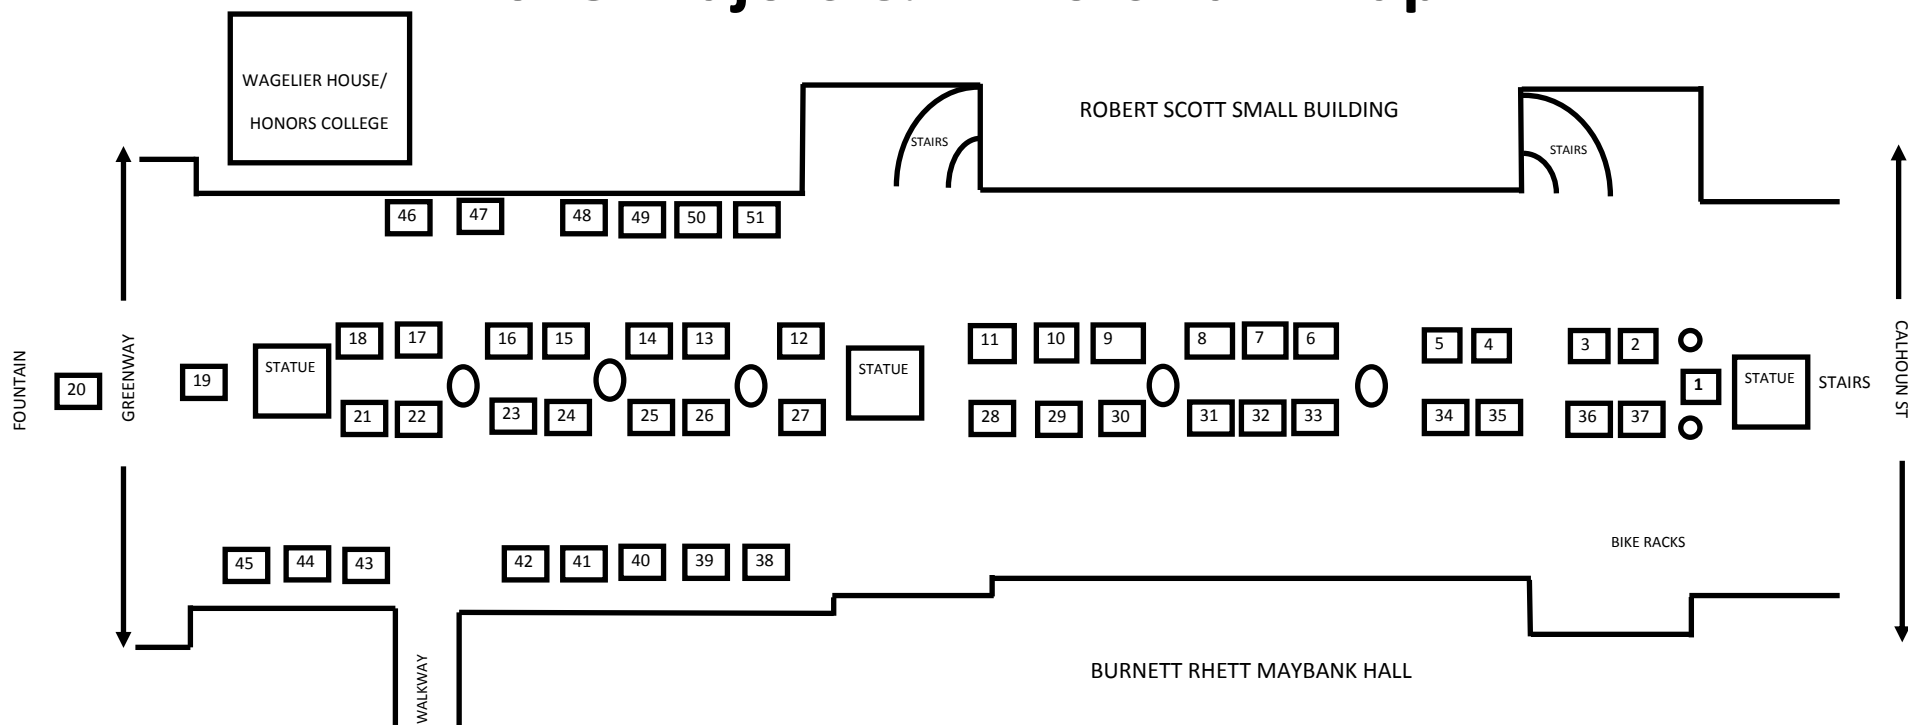 WAGELIER HOUSE/
HONORS COLLEGE
ROBERT SCOTT SMALL BUILDING
STAIRS
STAIRS
46 47 48 49 50 51
18 17 16 15 14 13 12 11 10 9 8 7 6 5 4 3 2
FOUNTAIN
20
GREENWAY
19
STATUE
STATUE
1
STATUE
STAIRS
CALHOUN ST
21 22 23 24 25 26 27 28 29 30 31 32 33 34 35 36 37
BIKE RACKS
45 44 43 42 41 40 39 38
WALKWAY
BURNETT RHETT MAYBANK HALL